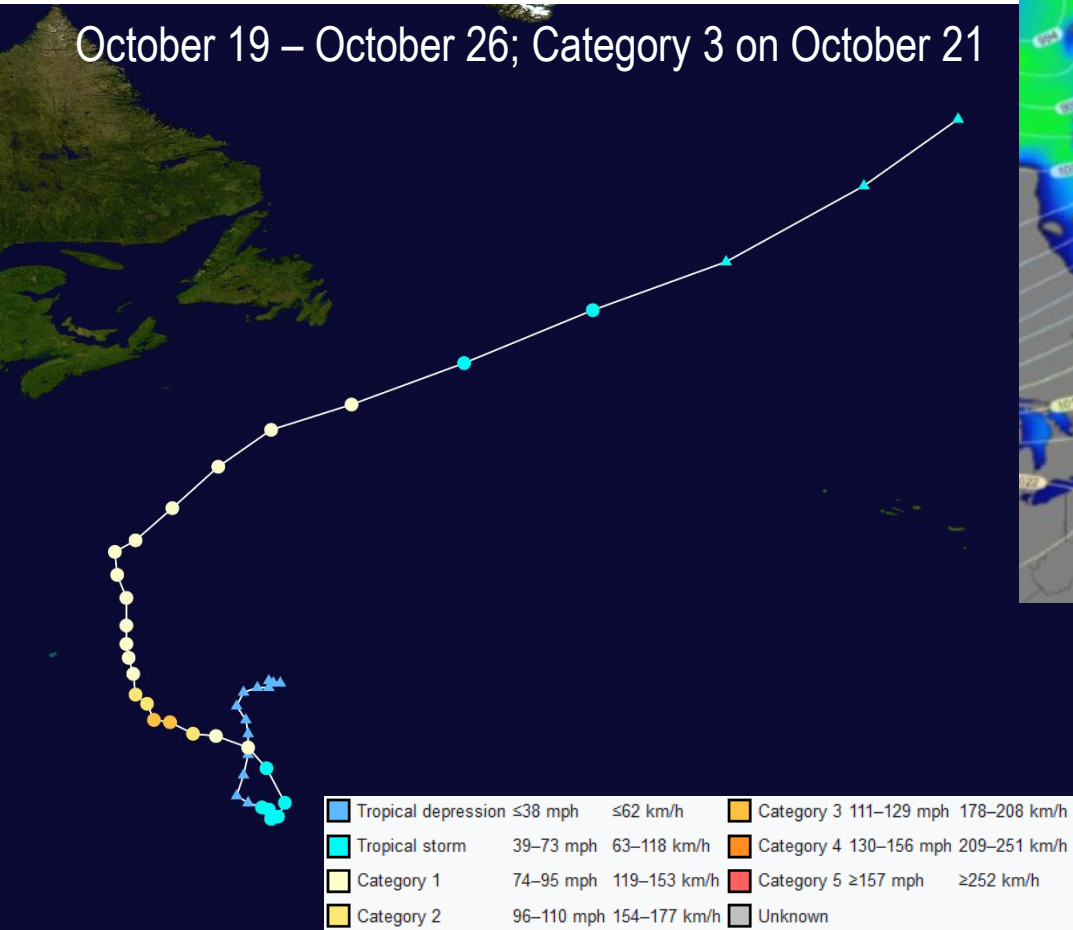 October 19 – October 26; Category 3 on October 21
994
Tropical depression ≤38 mph ≤62 km/h Category 3 111–129 mph 178–208 km/h
Tropical storm 39–73 mph 63–118 km/h Category 4 130–156 mph 209–251 km/h
Category 1 74–95 mph 119–153 km/h Category 5 ≥157 mph ≥252 km/h
Category 2 96–110 mph 154–177 km/h Unknown